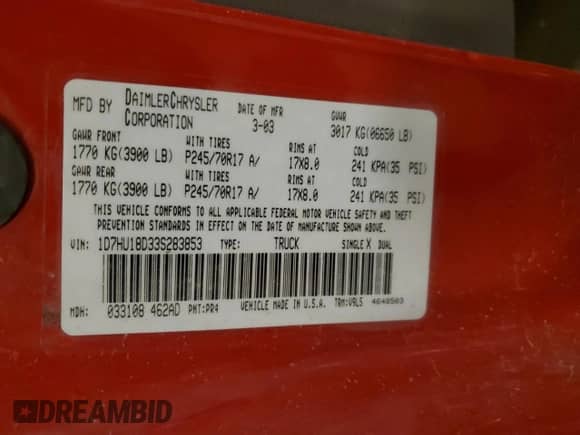 MFD BY DAIMLERCHRYSLER CORPORATION DATE OF MFR 3-03 GVWR 3017 KG(06650 LB)
GAWR FRONT WITH TIRES RIMS AT COLD
1770 KG(3900 LB) P245/70R17 A/ 17X8.0 241 KPA(35 PSI)
GAWR REAR WITH TIRES RIMS AT COLD
1770 KG(3900 LB) P245/70R17 A/ 17X8.0 241 KPA(35 PSI)
THIS VEHICLE CONFORMS TO ALL APPLICABLE FEDERAL MOTOR VEHICLE SAFETY AND THEFT
PREVENTION STANDARDS IN EFFECT ON THE DATE OF MANUFACTURE SHOWN ABOVE.
VIN: 1D7HU18D33S283853 TYPE: TRUCK SINGLE X DUAL
MDH: 033108 462AD PNT:PR4 VEHICLE MADE IN U.S.A. TRM:V9L5 4648503
DREAMBID